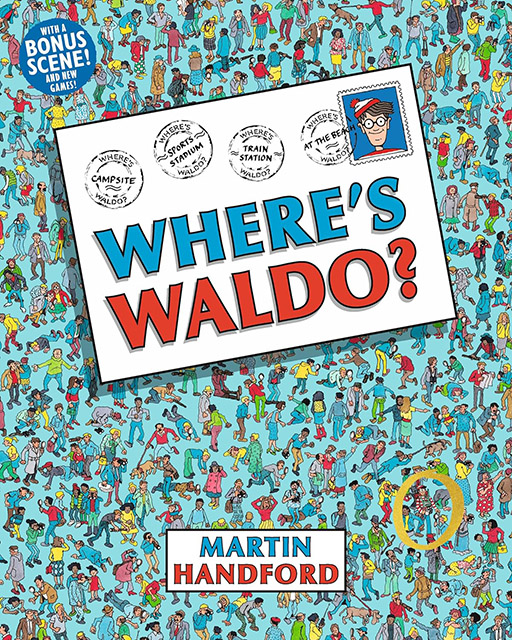 WITH A
BONUS
SCENE!
AND NEW
GAMES!
WHERE'S
CAMPSITE
WALDO?
WHERE'S
SPORTS
STADIUM
WALDO?
WHERE'S
TRAIN
STATION
WALDO?
WHERE'S
AT THE BEACH
WALDO?
WHERE'S
WALDO?
MARTIN
HANDFORD